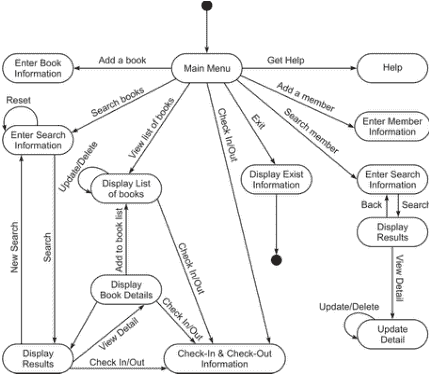 Enter Book
Information
Add a book
Main Menu
Get Help
Help
Reset
Search books
View list of books
Check In/Out
Exit
Add a member
Search member
Enter Member
Information
Enter Search
Information
Update/Delete
Display List
of books
Display Exist
Information
Enter Search
Information
Back
Search
Display
Results
New Search
Search
Add to book list
Check In/Out
View Detail
Display
Book Details
Check In/Out
Update/Delete
Update
Detail
View Detail
Display
Results
Check In/Out
Check-In & Check-Out
Information